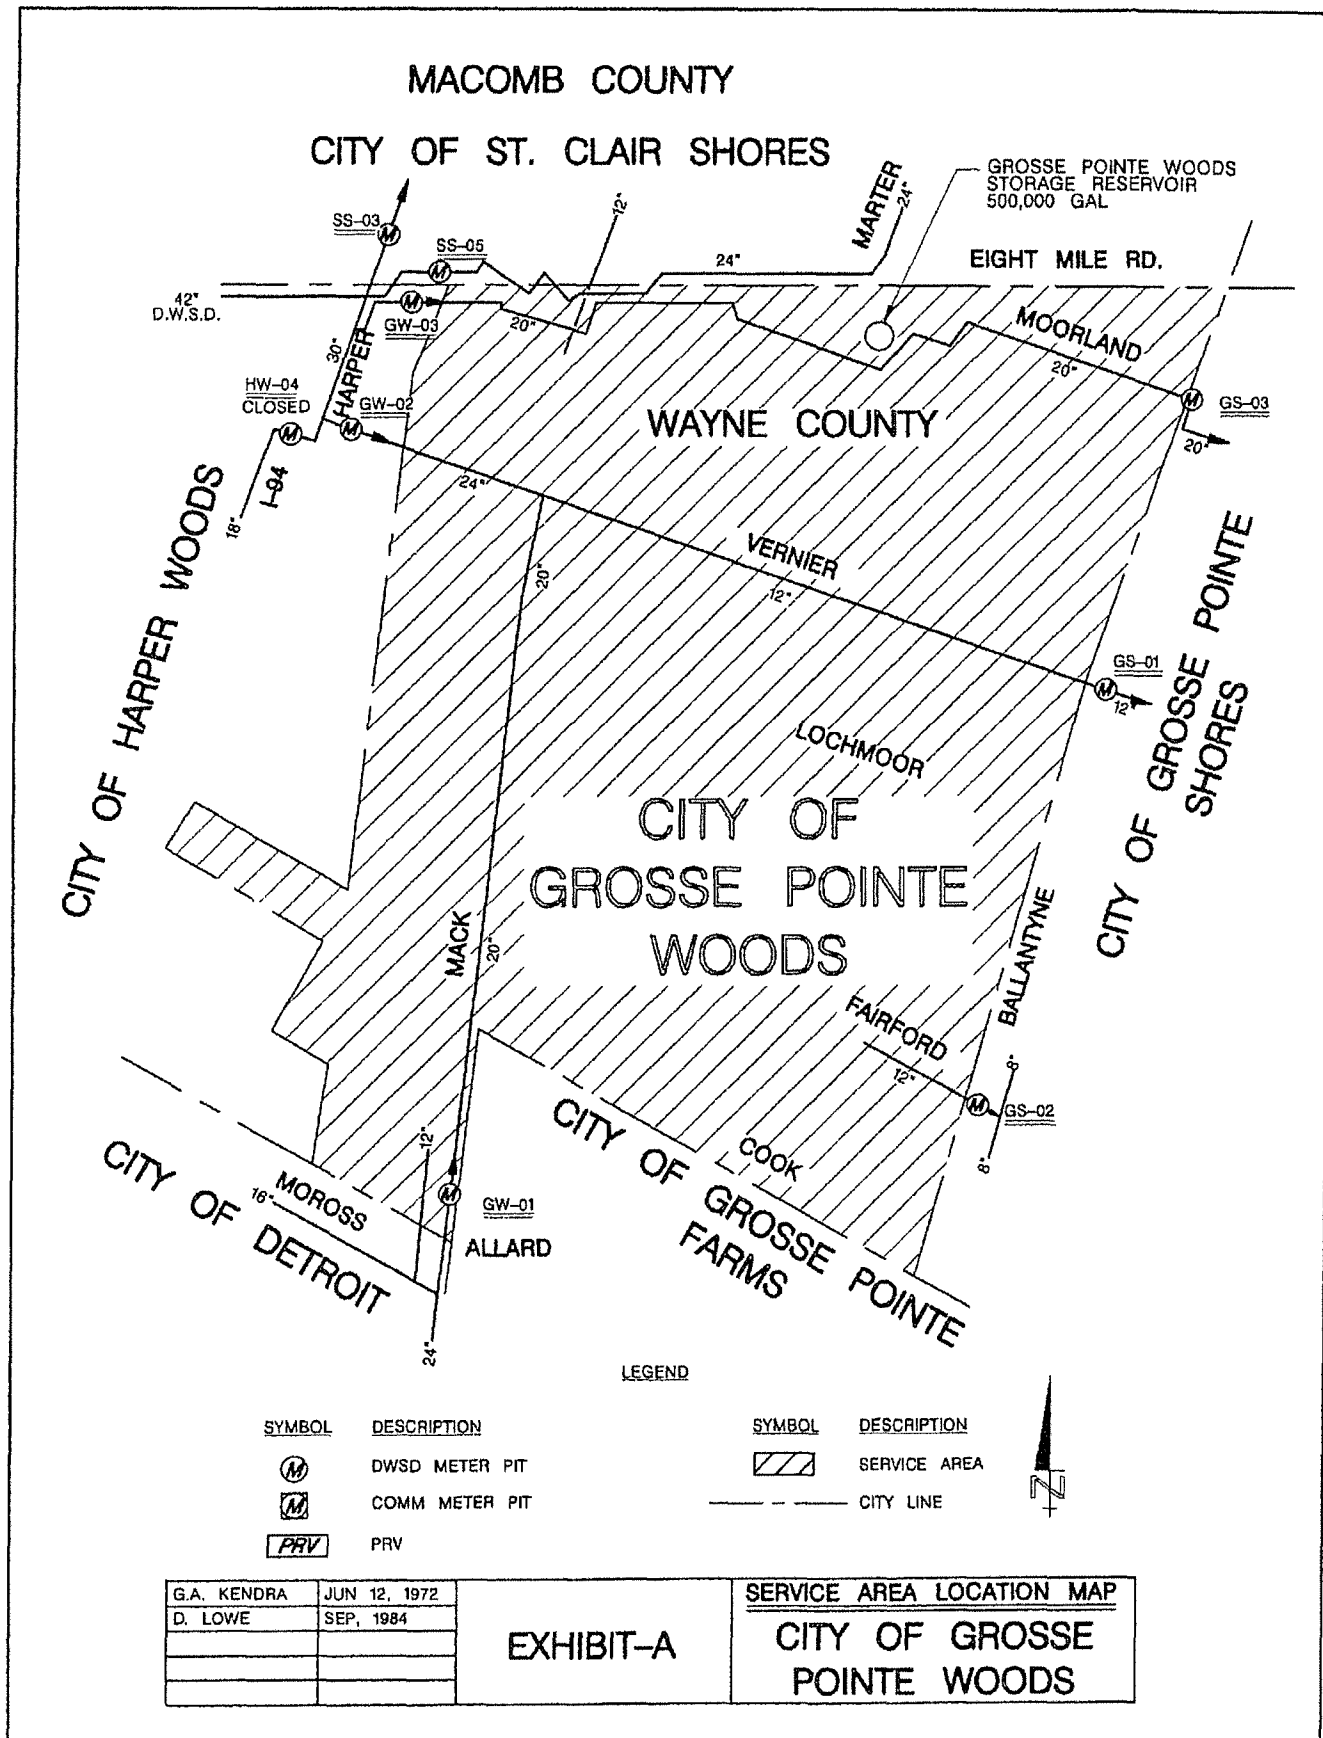 MACOMB COUNTY
CITY OF ST. CLAIR SHORES
GROSSE POINTE WOODS
STORAGE RESERVOIR
500,000 GAL
MARTER
24"
12"
SS-03
SS-05
24"
EIGHT MILE RD.
42"
D.W.S.D.
GW-03
20"
30"
HARPER
MOORLAND
20"
HW-04
CLOSED
GW-02
GS-03
20"
WAYNE COUNTY
M
M
M
M
M
M
I-94
18"
24"
VERNIER
12"
20"
CITY OF HARPER WOODS
GS-01
M
12"
CITY OF GROSSE POINTE
SHORES
LOCHMOOR
CITY OF
GROSSE POINTE
WOODS
MACK
20"
BALLANTYNE
FAIRFORD
12"
8"
M
GS-02
8"
CITY OF GROSSE POINTE
FARMS
COOK
12"
M
GW-01
ALLARD
MOROSS
16"
CITY OF DETROIT
24"
LEGEND
SYMBOL DESCRIPTION
M DWSD METER PIT
M COMM METER PIT
PRV PRV
SYMBOL DESCRIPTION
SERVICE AREA
CITY LINE
N
G.A. KENDRA JUN 12, 1972
D. LOWE SEP, 1984
EXHIBIT-A
SERVICE AREA LOCATION MAP
CITY OF GROSSE
POINTE WOODS